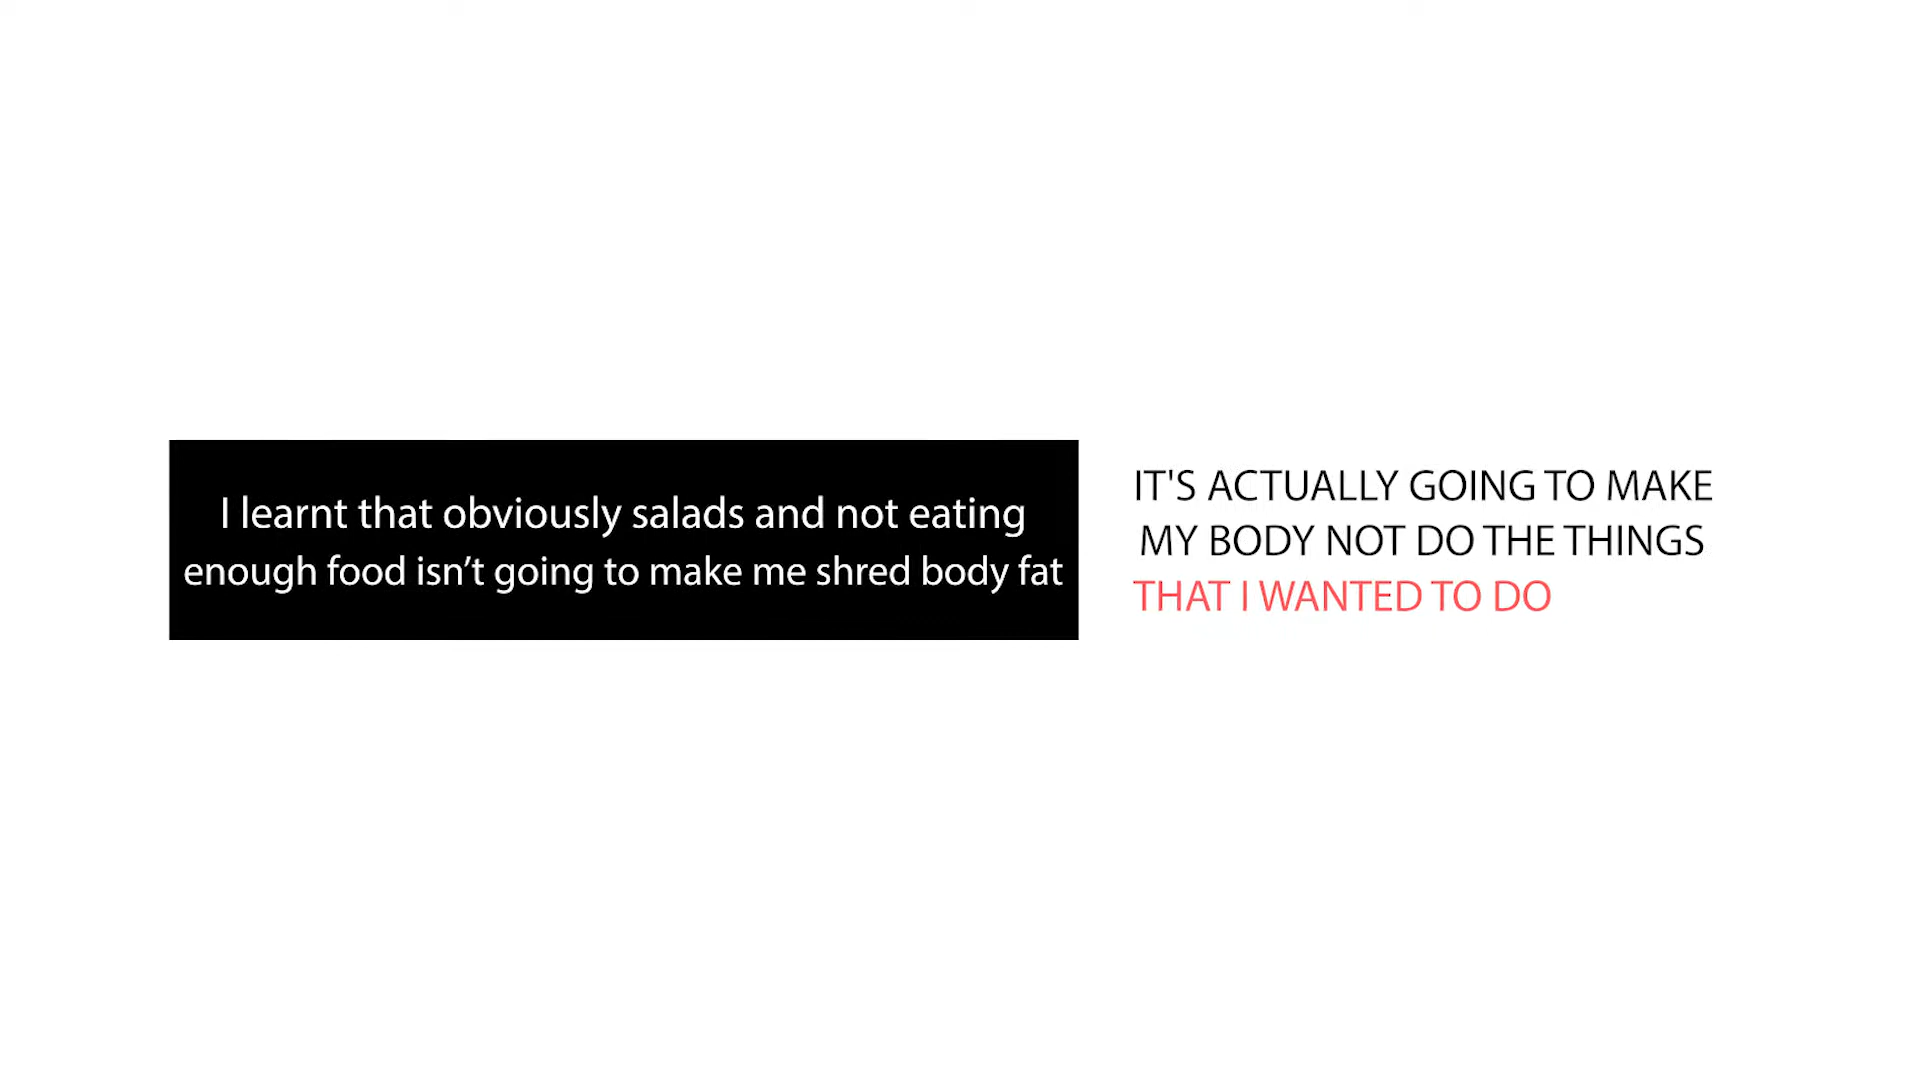 I learnt that obviously salads and not eating
enough food isn’t going to make me shred body fat
IT'S ACTUALLY GOING TO MAKE
MY BODY NOT DO THE THINGS
THAT I WANTED TO DO